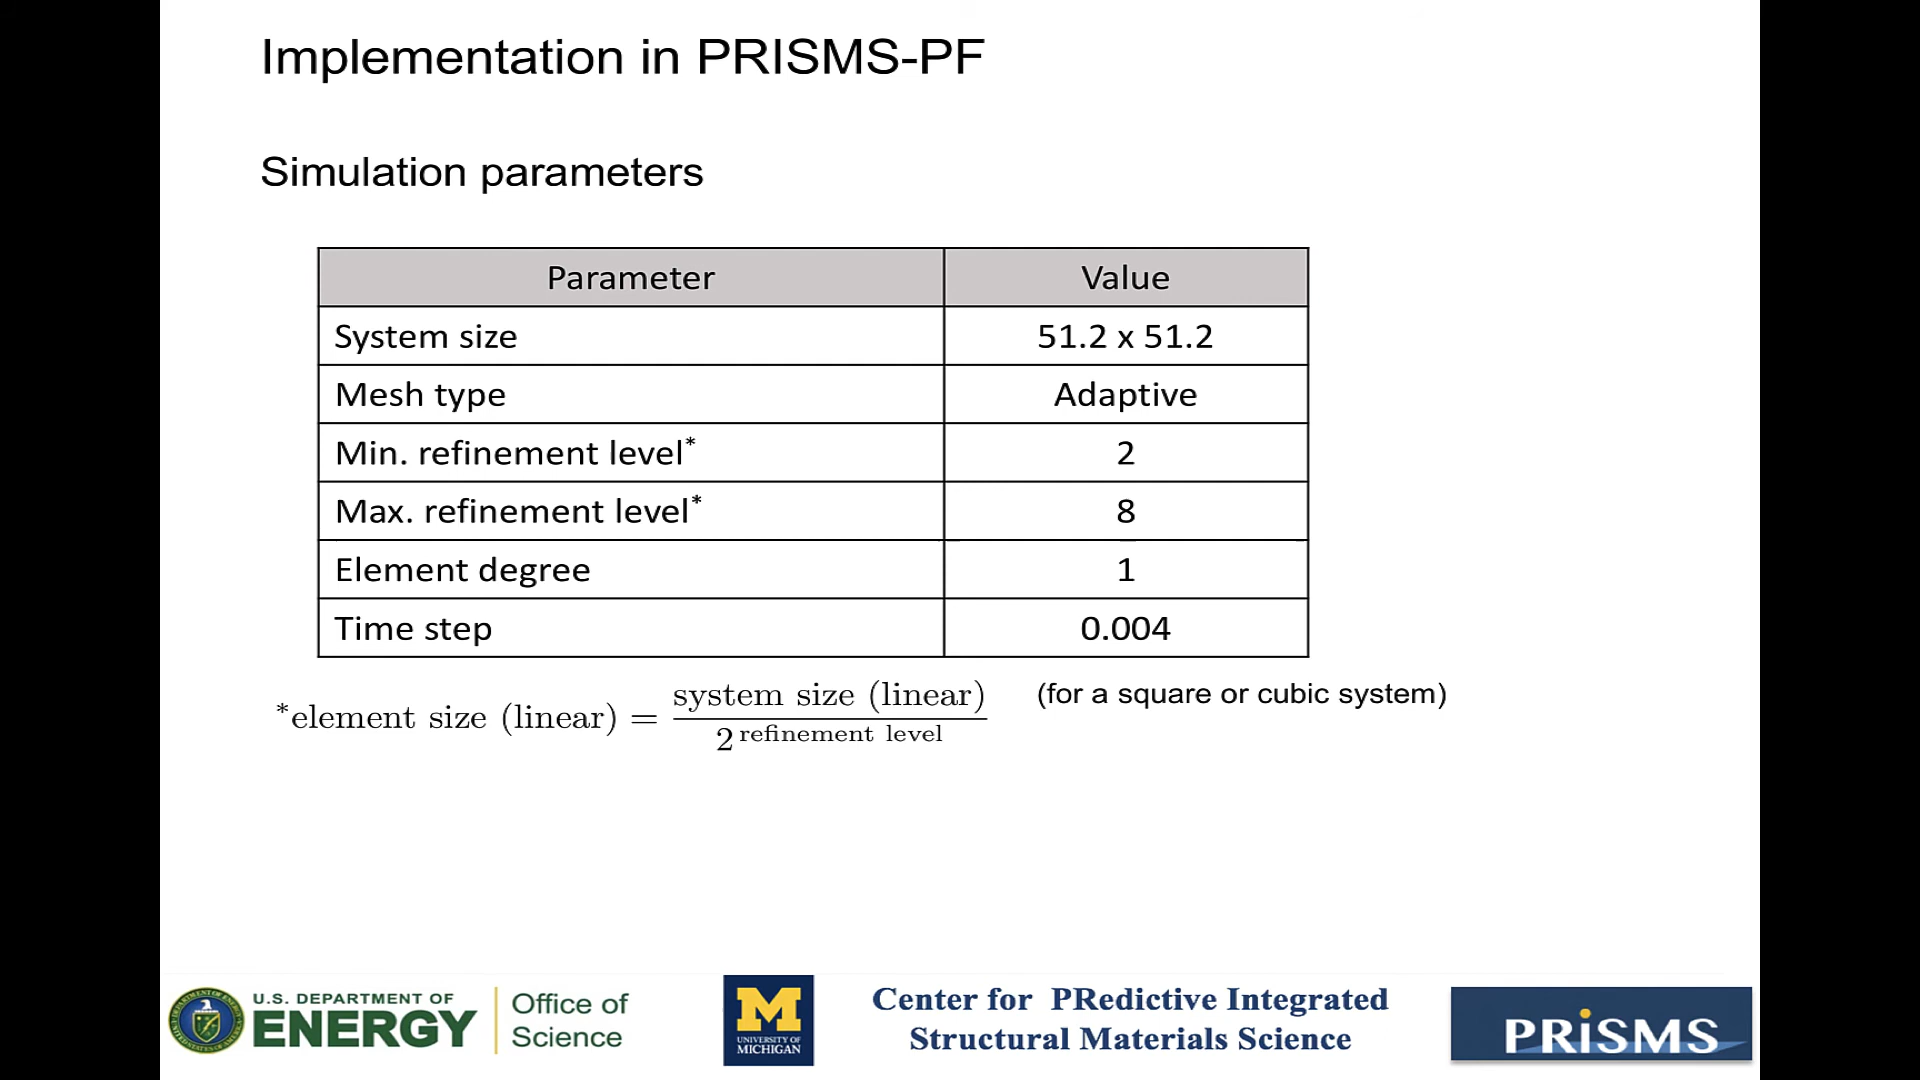 Implementation in PRISMS-PF
Simulation parameters
Parameter Value
System size 51.2 x 51.2
Mesh type Adaptive
Min. refinement level* 2
Max. refinement level* 8
Element degree 1
Time step 0.004
*element size (linear) = system size (linear) / 2^refinement level (for a square or cubic system)
U.S. DEPARTMENT OF
ENERGY
Office of
Science
M
UNIVERSITY OF
MICHIGAN
Center for PRedictive Integrated
Structural Materials Science
PRiSMS